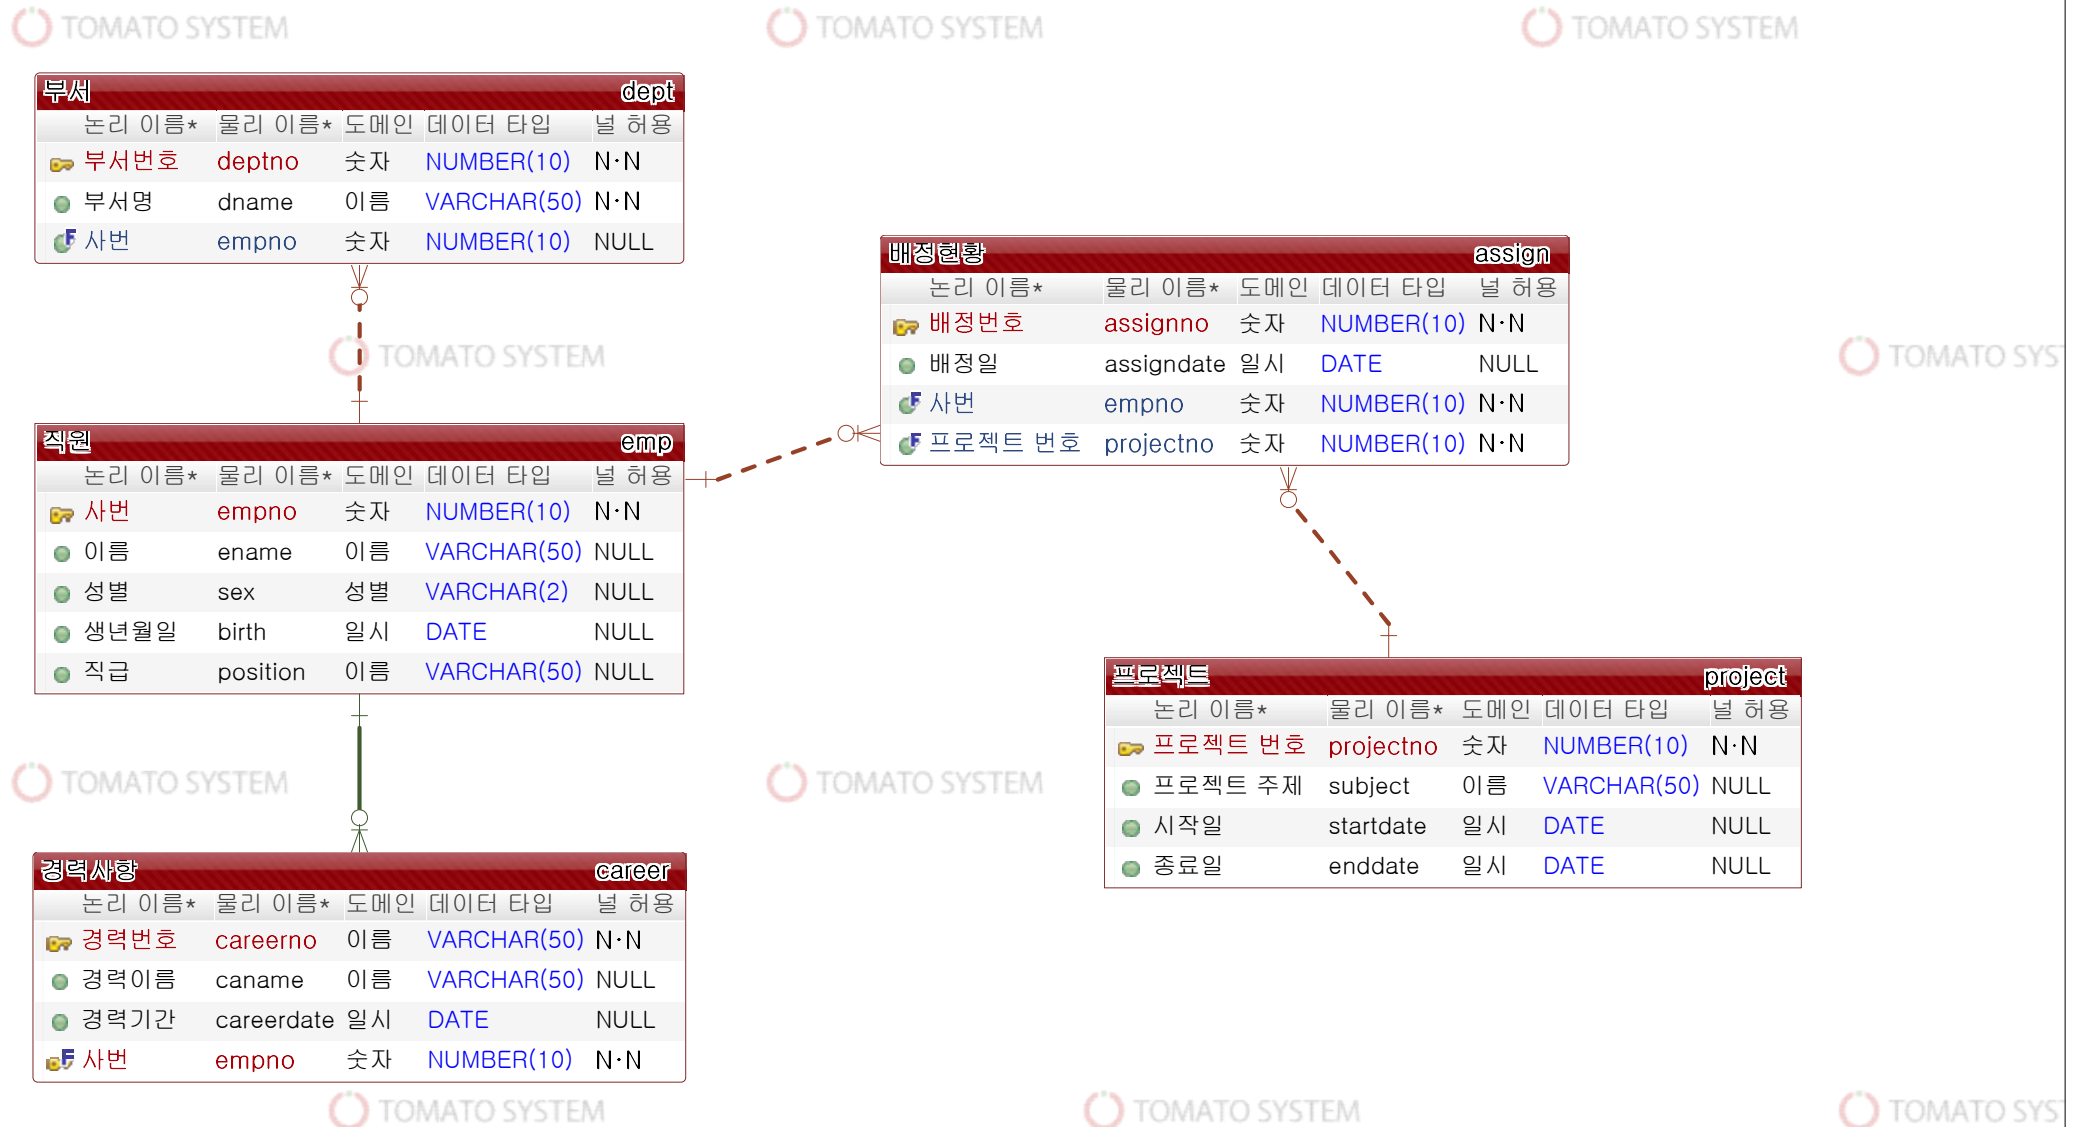 TOMATO SYSTEM TOMATO SYSTEM TOMATO SYSTEM
부서 dept
논리 이름* 물리 이름* 도메인 데이터 타입 널 허용
부서번호 deptno 숫자 NUMBER(10) N·N
부서명 dname 이름 VARCHAR(50) N·N
사번 empno 숫자 NUMBER(10) NULL
배정현황 assign
논리 이름* 물리 이름* 도메인 데이터 타입 널 허용
배정번호 assignno 숫자 NUMBER(10) N·N
배정일 assigndate 일시 DATE NULL
사번 empno 숫자 NUMBER(10) N·N
프로젝트 번호 projectno 숫자 NUMBER(10) N·N
TOMATO SYSTEM TOMATO SYS
직원 emp
논리 이름* 물리 이름* 도메인 데이터 타입 널 허용
사번 empno 숫자 NUMBER(10) N·N
이름 ename 이름 VARCHAR(50) NULL
성별 sex 성별 VARCHAR(2) NULL
생년월일 birth 일시 DATE NULL
직급 position 이름 VARCHAR(50) NULL
프로젝트 project
논리 이름* 물리 이름* 도메인 데이터 타입 널 허용
프로젝트 번호 projectno 숫자 NUMBER(10) N·N
프로젝트 주제 subject 이름 VARCHAR(50) NULL
시작일 startdate 일시 DATE NULL
종료일 enddate 일시 DATE NULL
TOMATO SYSTEM TOMATO SYSTEM
경력사항 career
논리 이름* 물리 이름* 도메인 데이터 타입 널 허용
경력번호 careerno 이름 VARCHAR(50) N·N
경력이름 caname 이름 VARCHAR(50) NULL
경력기간 careerdate 일시 DATE NULL
사번 empno 숫자 NUMBER(10) N·N
TOMATO SYSTEM TOMATO SYSTEM TOMATO SYS